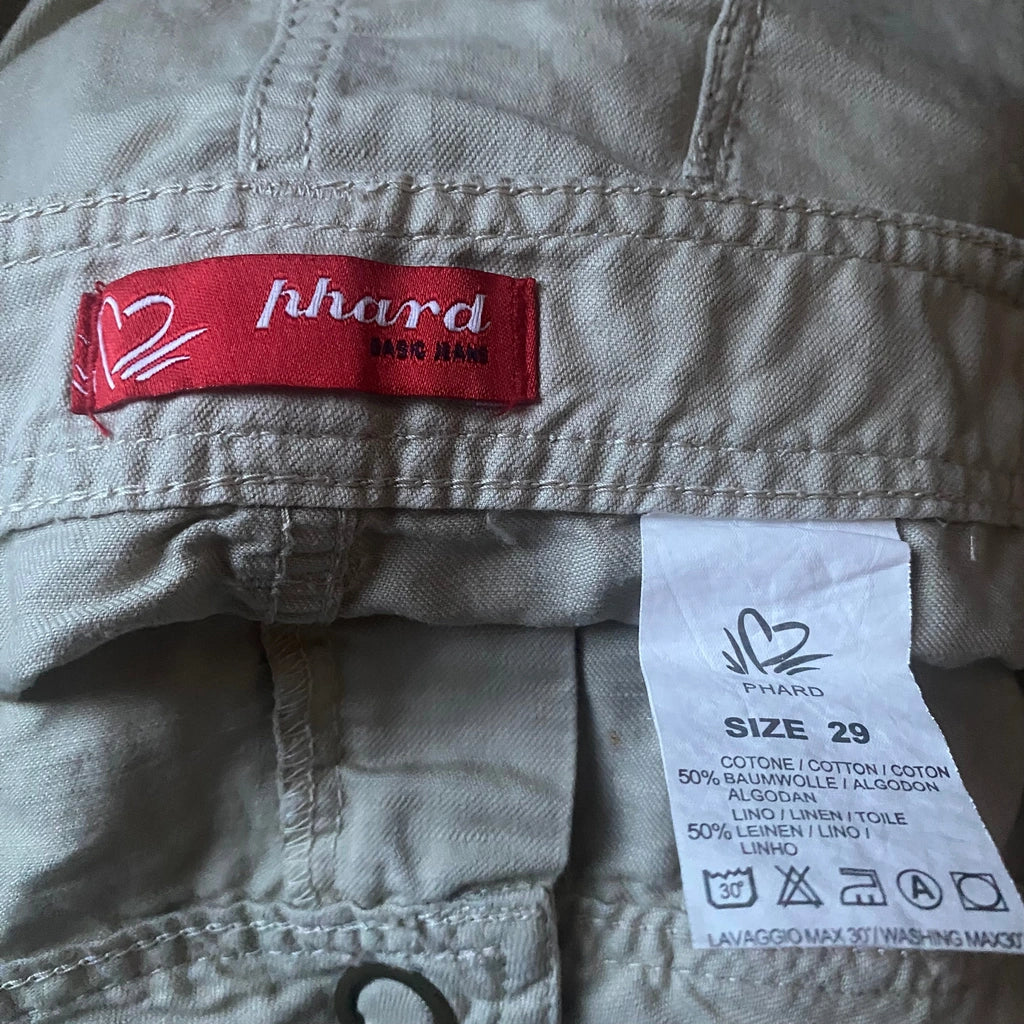 phard
BASIC JEANS
PHARD
SIZE 29
COTONE / COTTON / COTON
50% BAUMWOLLE / ALGODON
ALGODAN
LINO / LINEN / TOILE
50% LEINEN / LINO /
LINHO
30° A
LAVAGGIO MAX 30°/ WASHING MAX30°